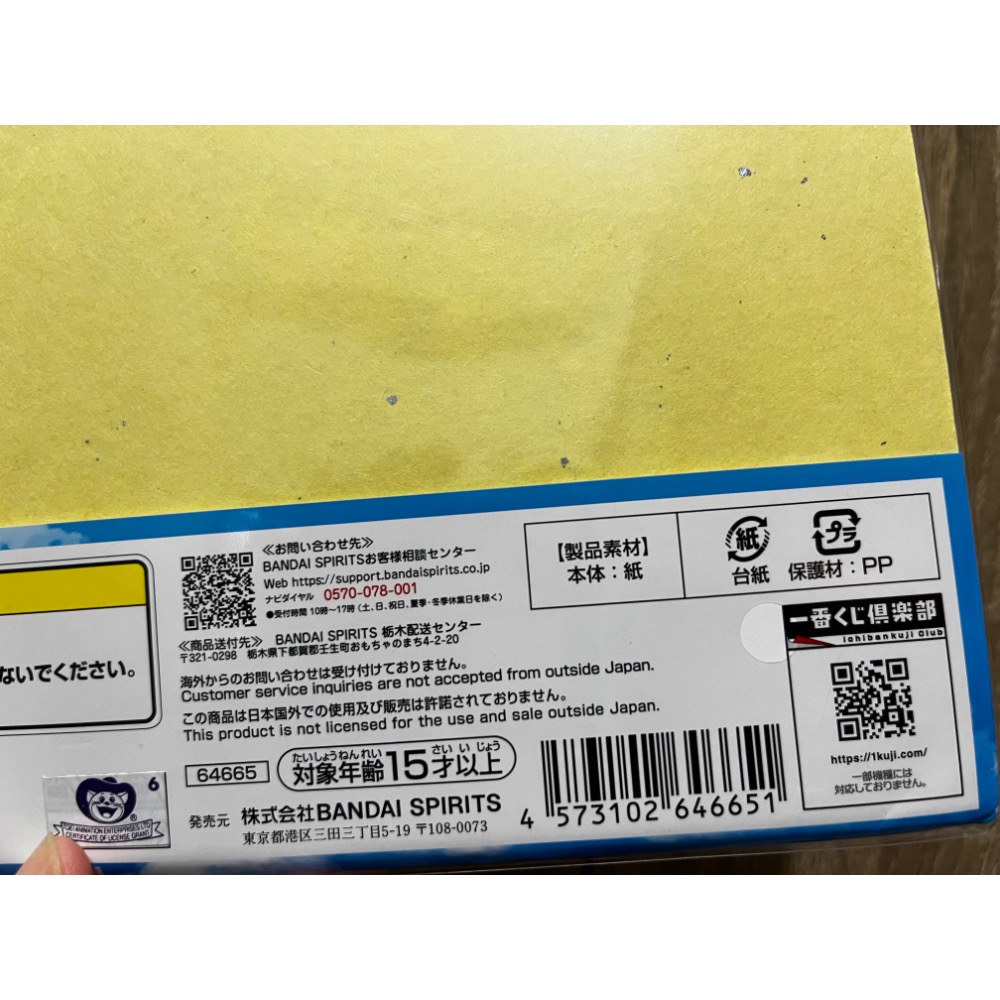 ないでください。
≪お問い合わせ先≫
BANDAI SPIRITSお客様相談センター
Web https://support.bandaispirits.co.jp
ナビダイヤル 0570-078-001
●受付時間 10時〜17時 (土、日、祝日、夏季・冬季休業日を除く)
≪商品送付先≫ BANDAI SPIRITS 栃木配送センター
〒321-0298 栃木県下都賀郡壬生町おもちゃのまち4-2-20
海外からのお問い合わせは受け付けておりません。
Customer service inquiries are not accepted from outside Japan.
この商品は日本国外での使用及び販売は許諾されておりません。
This product is not licensed for the use and sale outside Japan.
64665
たいしょうねんれい さい いじょう
対象年齢15才以上
発売元 株式会社BANDAI SPIRITS
東京都港区三田三丁目5-19 〒108-0073
【製品素材】
本体：紙
紙
台紙
プラ
保護材：PP
一番くじ倶楽部
ichibankuji Club
https://1kuji.com/
一部機種には
対応しておりません。
4 573102 646651
6
®
TOEI ANIMATION ENTERPRISES LTD
CERTIFICATE OF LICENSE GRANT